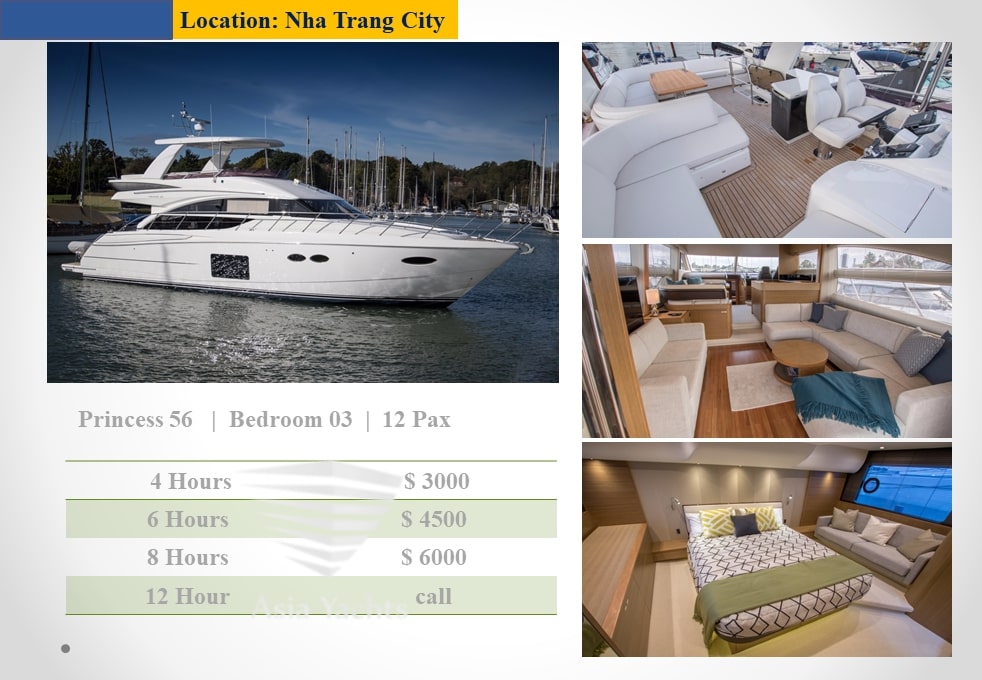 Location: Nha Trang City
Princess 56 | Bedroom 03 | 12 Pax
4 Hours $ 3000
6 Hours $ 4500
8 Hours $ 6000
12 Hour call
Asia Yachts